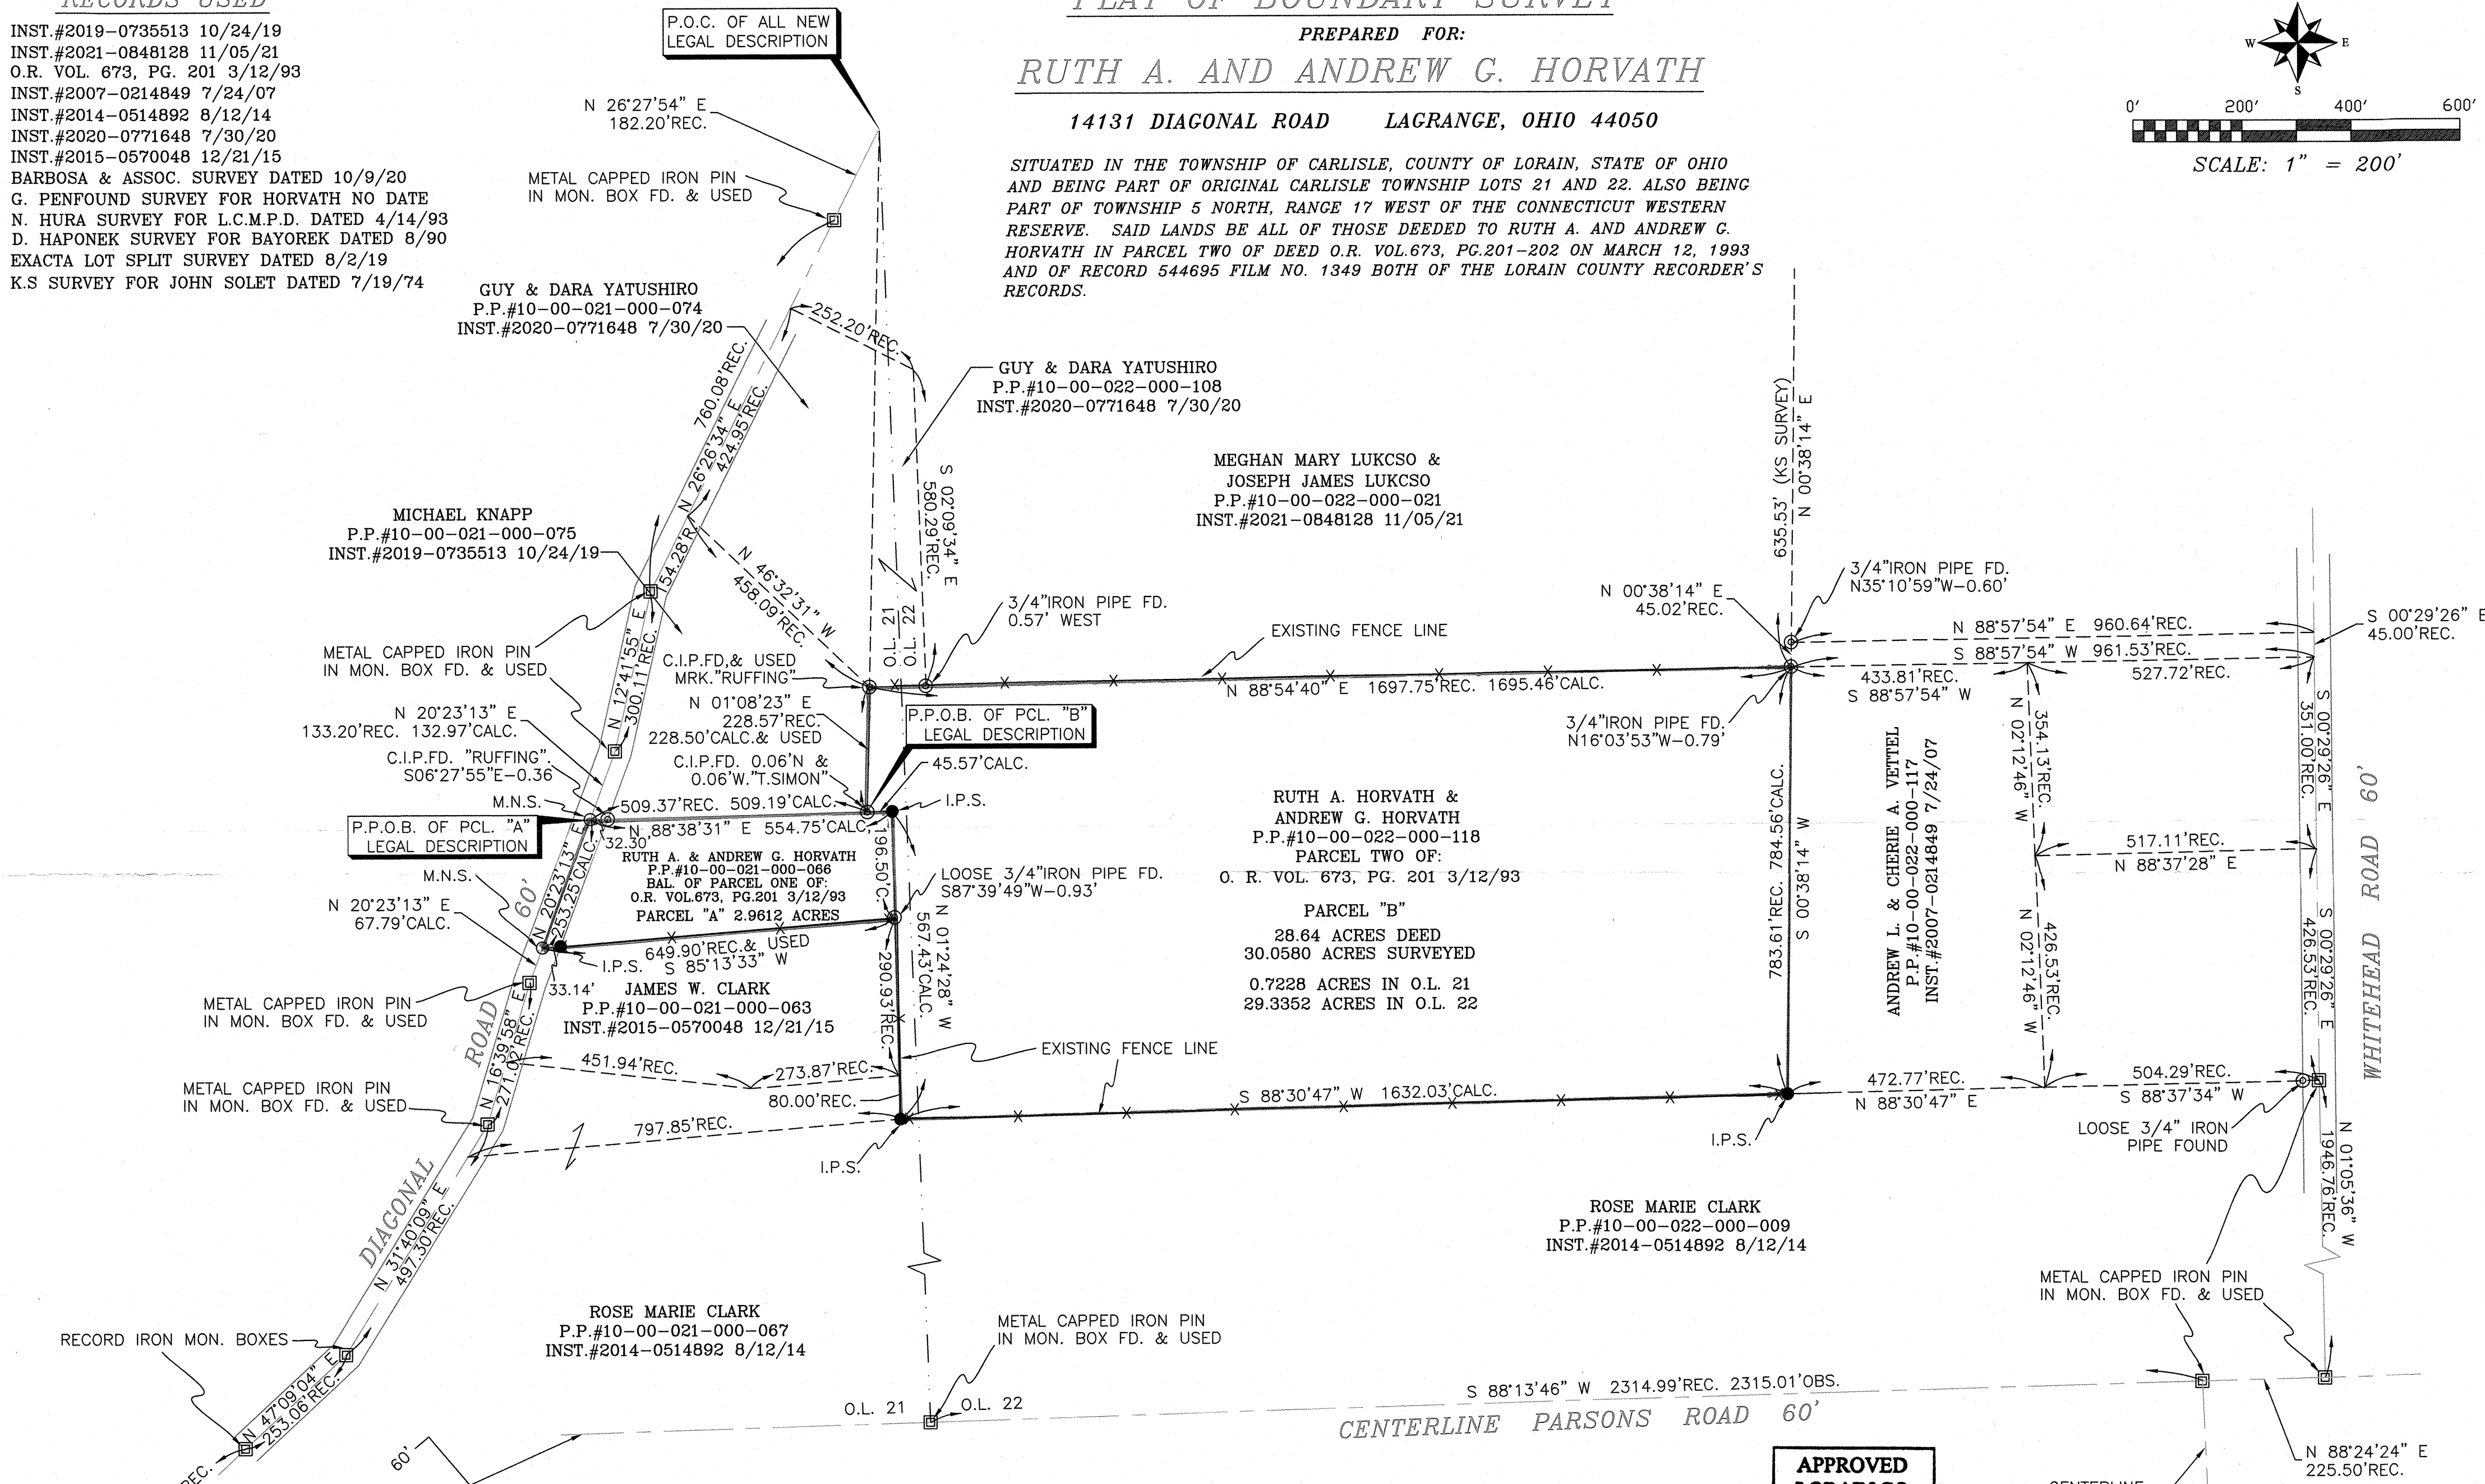 RECORDS USED
INST.#2019-0735513 10/24/19
INST.#2021-0848128 11/05/21
O.R. VOL. 673, PG. 201 3/12/93
INST.#2007-0214849 7/24/07
INST.#2014-0514892 8/12/14
INST.#2020-0771648 7/30/20
INST.#2015-0570048 12/21/15
BARBOSA & ASSOC. SURVEY DATED 10/9/20
G. PENFOUND SURVEY FOR HORVATH NO DATE
N. HURA SURVEY FOR L.C.M.P.D. DATED 4/14/93
D. HAPONEK SURVEY FOR BAYOREK DATED 8/90
EXACTA LOT SPLIT SURVEY DATED 8/2/19
K.S SURVEY FOR JOHN SOLET DATED 7/19/74
P.O.C. OF ALL NEW
LEGAL DESCRIPTION
PLAT OF BOUNDARY SURVEY
PREPARED FOR:
RUTH A. AND ANDREW G. HORVATH
14131 DIAGONAL ROAD LAGRANGE, OHIO 44050
SITUATED IN THE TOWNSHIP OF CARLISLE, COUNTY OF LORAIN, STATE OF OHIO
AND BEING PART OF ORIGINAL CARLISLE TOWNSHIP LOTS 21 AND 22. ALSO BEING
PART OF TOWNSHIP 5 NORTH, RANGE 17 WEST OF THE CONNECTICUT WESTERN
RESERVE. SAID LANDS BE ALL OF THOSE DEEDED TO RUTH A. AND ANDREW G.
HORVATH IN PARCEL TWO OF DEED O.R. VOL.673, PG.201-202 ON MARCH 12, 1993
AND OF RECORD 544695 FILM NO. 1349 BOTH OF THE LORAIN COUNTY RECORDER'S
RECORDS.
W
E
S
0'
200'
400'
600'
SCALE: 1" = 200'
N 26°27'54" E
182.20'REC.
METAL CAPPED IRON PIN
IN MON. BOX FD. & USED
GUY & DARA YATUSHIRO
P.P.#10-00-021-000-074
INST.#2020-0771648 7/30/20
252.20'REC.
760.08'REC.
N 26°26'34" E
424.95'REC.
GUY & DARA YATUSHIRO
P.P.#10-00-022-000-108
INST.#2020-0771648 7/30/20
S 02°09'34" E
580.29'REC.
MEGHAN MARY LUKCSO &
JOSEPH JAMES LUKCSO
P.P.#10-00-022-000-021
INST.#2021-0848128 11/05/21
635.53' (KS SURVEY)
N 00°38'14" E
MICHAEL KNAPP
P.P.#10-00-021-000-075
INST.#2019-0735513 10/24/19
154.28'R.
N 46°32'31" W
458.09'REC.
O.L. 21
O.L. 22
3/4"IRON PIPE FD.
0.57' WEST
EXISTING FENCE LINE
N 00°38'14" E
45.02'REC.
3/4"IRON PIPE FD.
N35°10'59"W-0.60'
N 88°57'54" E 960.64'REC.
S 88°57'54" W 961.53'REC.
S 00°29'26" E
45.00'REC.
METAL CAPPED IRON PIN
IN MON. BOX FD. & USED
N 12°41'55" E
300.11'REC.
C.I.P.FD,& USED
MRK."RUFFING"
N 88°54'40" E 1697.75'REC. 1695.46'CALC.
433.81'REC.
S 88°57'54" W
527.72'REC.
N 01°08'23" E
228.57'REC.
228.50'CALC.& USED
P.P.O.B. OF PCL. "B"
LEGAL DESCRIPTION
3/4"IRON PIPE FD.
N16°03'53"W-0.79'
N 20°23'13" E
133.20'REC. 132.97'CALC.
C.I.P.FD. "RUFFING".
S06°27'55"E-0.36
C.I.P.FD. 0.06'N &
0.06'W."T.SIMON"
45.57'CALC.
M.N.S.
509.37'REC. 509.19'CALC.
I.P.S.
P.P.O.B. OF PCL. "A"
LEGAL DESCRIPTION
N 88°38'31" E 554.75'CALC.
32.30'
196.50'C.
RUTH A. & ANDREW G. HORVATH
P.P.#10-00-021-000-066
BAL. OF PARCEL ONE OF:
O.R. VOL.673, PG.201 3/12/93
PARCEL "A" 2.9612 ACRES
N 20°23'13" E
253.25'CALC.
M.N.S.
N 20°23'13" E
67.79'CALC.
60'
LOOSE 3/4"IRON PIPE FD.
S87°39'49"W-0.93'
649.90'REC.& USED
I.P.S. S 85°13'33" W
33.14'
290.93'REC.
567.43'CALC.
N 01°24'28" W
RUTH A. HORVATH &
ANDREW G. HORVATH
P.P.#10-00-022-000-118
PARCEL TWO OF:
O. R. VOL. 673, PG. 201 3/12/93
PARCEL "B"
28.64 ACRES DEED
30.0580 ACRES SURVEYED
0.7228 ACRES IN O.L. 21
29.3352 ACRES IN O.L. 22
783.61'REC. 784.56'CALC.
S 00°38'14" W
ANDREW L. & CHERIE A. VETTEL
P.P.#10-00-022-000-117
INST.#2007-0214849 7/24/07
354.13'REC.
N 02°12'46" W
517.11'REC.
N 88°37'28" E
426.53'REC.
N 02°12'46" W
S 00°29'26" E
351.00'REC.
S 00°29'26" E
426.53'REC.
WHITEHEAD ROAD 60'
METAL CAPPED IRON PIN
IN MON. BOX FD. & USED
JAMES W. CLARK
P.P.#10-00-021-000-063
INST.#2015-0570048 12/21/15
N 16°39'58" E
271.02'REC.
METAL CAPPED IRON PIN
IN MON. BOX FD. & USED
451.94'REC.
273.87'REC.
80.00'REC.
EXISTING FENCE LINE
S 88°30'47" W 1632.03'CALC.
472.77'REC.
N 88°30'47" E
504.29'REC.
S 88°37'34" W
LOOSE 3/4" IRON
PIPE FOUND
797.85'REC.
I.P.S.
I.P.S.
N 01°05'36" W
1946.76'REC.
DIAGONAL ROAD
N 31°40'09" E
497.30'REC.
ROSE MARIE CLARK
P.P.#10-00-022-000-009
INST.#2014-0514892 8/12/14
METAL CAPPED IRON PIN
IN MON. BOX FD. & USED
ROSE MARIE CLARK
P.P.#10-00-021-000-067
INST.#2014-0514892 8/12/14
METAL CAPPED IRON PIN
IN MON. BOX FD. & USED
RECORD IRON MON. BOXES
N 47°09'04" E
253.06'REC.
O.L. 21
O.L. 22
S 88°13'46" W 2314.99'REC. 2315.01'OBS.
CENTERLINE PARSONS ROAD 60'
60'
REC.
APPROVED
N 88°24'24" E
225.50'REC.
CENTERLINE